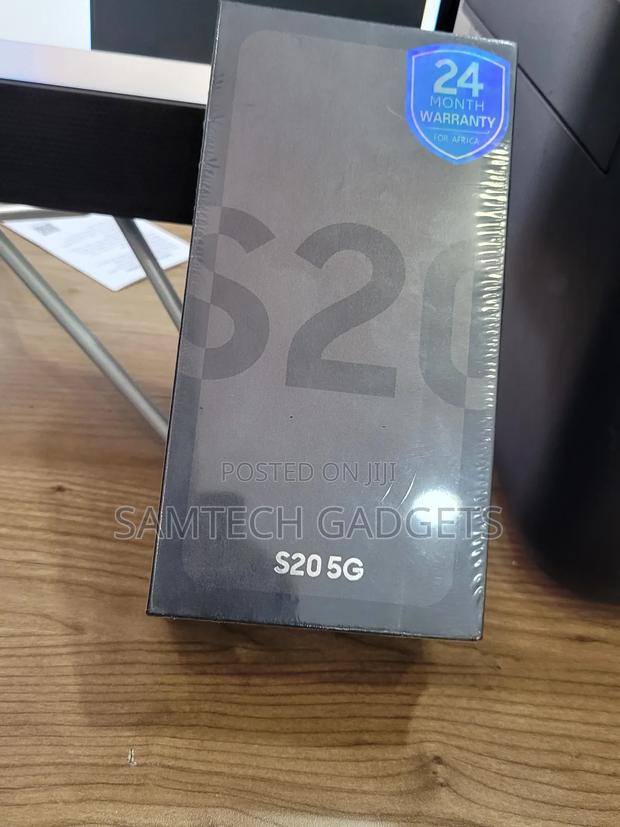 24
MONTH
WARRANTY
FOR AFRICA
S20
POSTED ON JIJI
SAMTECH GADGETS
S20 5G